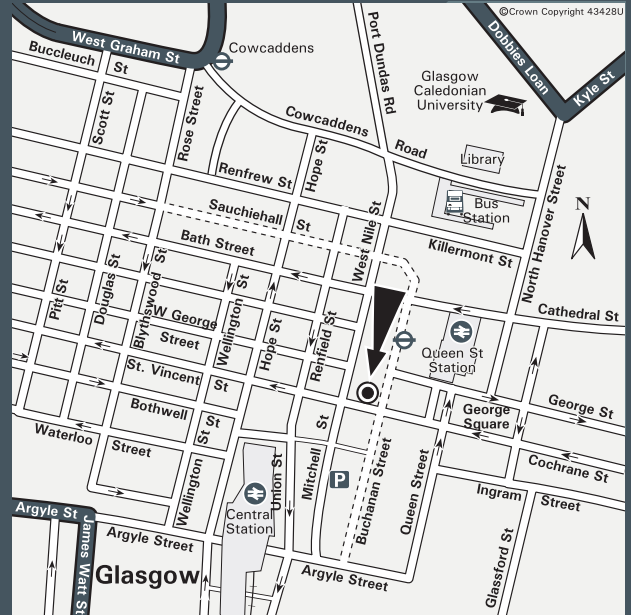 ©Crown Copyright 43428U
West Graham St
Cowcaddens
Port Dundas Rd
Dobbies Loan
Kyle St
Buccleuch
St
Glasgow
Caledonian
University
Scott St
Rose Street
Cowcaddens
Road
Hope St
Library
Renfrew St
Bus
Station
Sauchiehall
St
West Nile St
North Hanover Street
N
Bath Street
Killermont St
Pitt St
Douglas St
Blythswood
St
Wellington
St
Hope St
Renfield St
Cathedral St
W George
Street
Queen St
Station
St. Vincent
St
Bothwell
St
George
Square
George St
Waterloo
Street
Wellington
St
Union St
Mitchell
St
P
Buchanan Street
Queen Street
Cochrane St
Ingram
Street
Central
Station
Argyle St
James Watt St
Argyle Street
Glasgow
Argyle Street
Glassford St